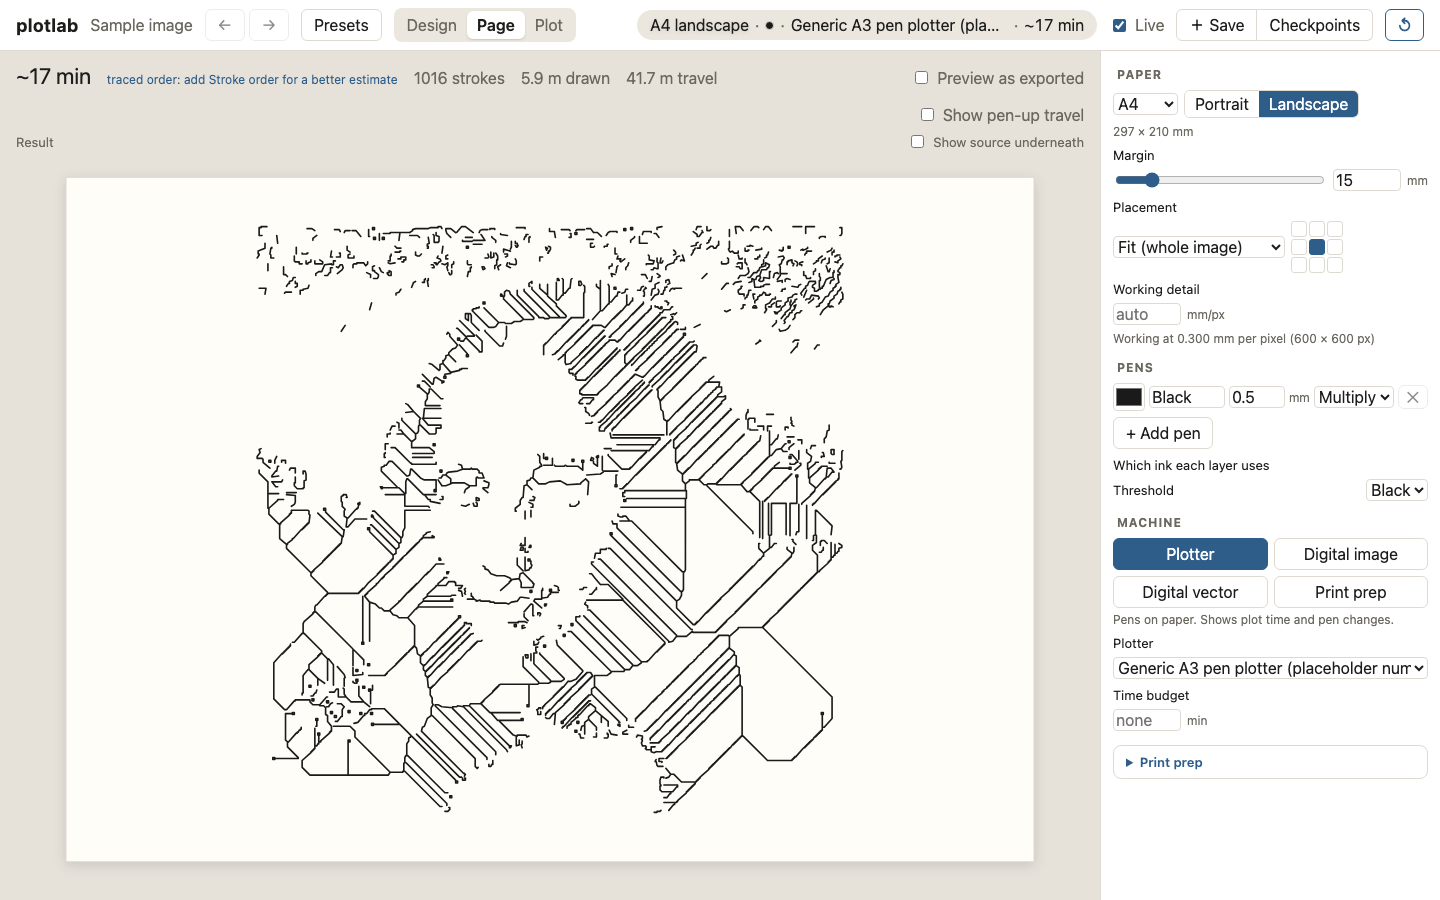 plotlab Sample image ← → Presets Design Page Plot A4 landscape · ● · Generic A3 pen plotter (pla... · ~17 min Live + Save Checkpoints
~17 min traced order: add Stroke order for a better estimate 1016 strokes 5.9 m drawn 41.7 m travel Preview as exported
Show pen-up travel
Result Show source underneath
PAPER
A4 Portrait Landscape
297 × 210 mm
Margin
15 mm
Placement
Fit (whole image)
Working detail
auto mm/px
Working at 0.300 mm per pixel (600 × 600 px)
PENS
Black 0.5 mm Multiply
+ Add pen
Which ink each layer uses
Threshold Black
MACHINE
Plotter Digital image
Digital vector Print prep
Pens on paper. Shows plot time and pen changes.
Plotter
Generic A3 pen plotter (placeholder num
Time budget
none min
Print prep